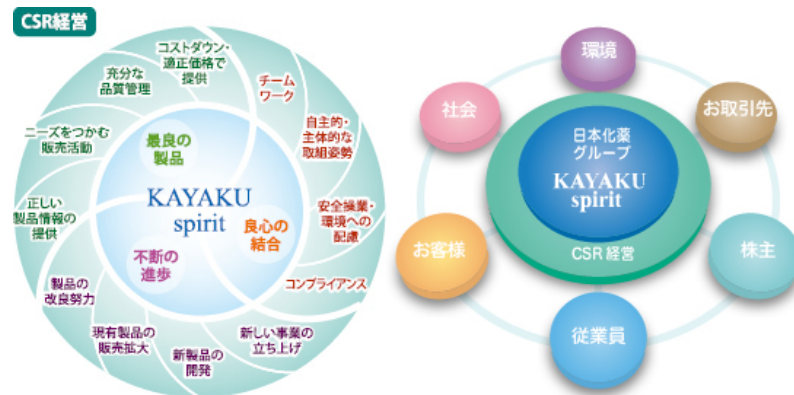 CSR経営
コストダウン・
適正価格で
提供
充分な
品質管理
ニーズをつかむ
販売活動
正しい
製品情報の
提供
チーム
ワーク
自主的・
主体的な
取組姿勢
安全操業・
環境への
配慮
コンプライアンス
最良の
製品
KAYAKU
spirit
良心の
結合
不断の
進歩
製品の
改良努力
現有製品の
販売拡大
新製品の
開発
新しい事業の
立ち上げ
環境
社会
お取引先
日本化薬
グループ
KAYAKU
spirit
CSR経営
お客様
株主
従業員